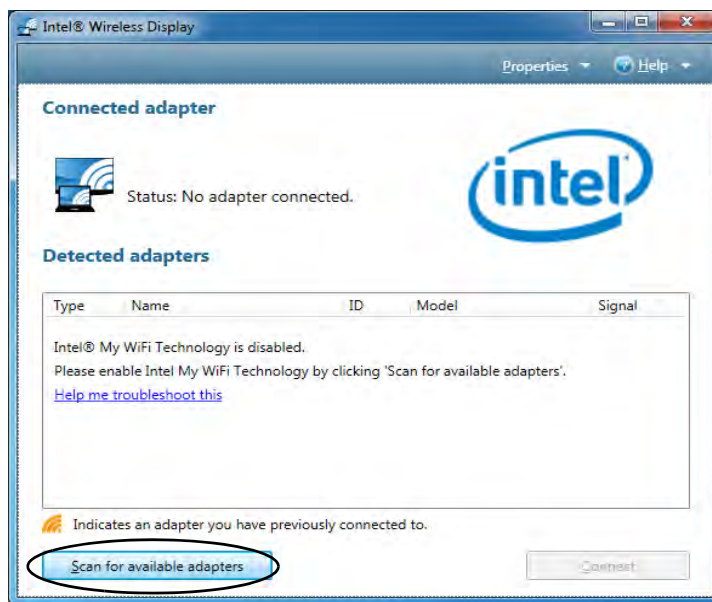 Intel® Wireless Display
Properties Help
Connected adapter
Status: No adapter connected.
intel
Detected adapters
Type Name ID Model Signal
Intel® My WiFi Technology is disabled.
Please enable Intel My WiFi Technology by clicking 'Scan for available adapters'.
Help me troubleshoot this
Indicates an adapter you have previously connected to.
Scan for available adapters Connect